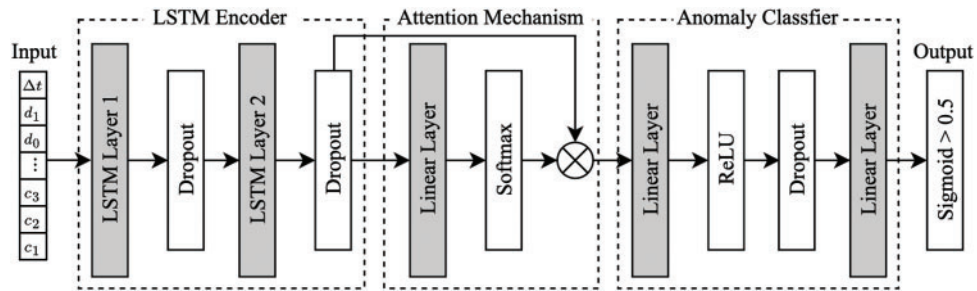 LSTM Encoder
Attention Mechanism
Anomaly Classfier
Input
Output
Δt
d₁
d₀
⋮
c₃
c₂
c₁
LSTM Layer 1
Dropout
LSTM Layer 2
Dropout
Linear Layer
Softmax
Linear Layer
ReLU
Dropout
Linear Layer
Sigmoid > 0.5